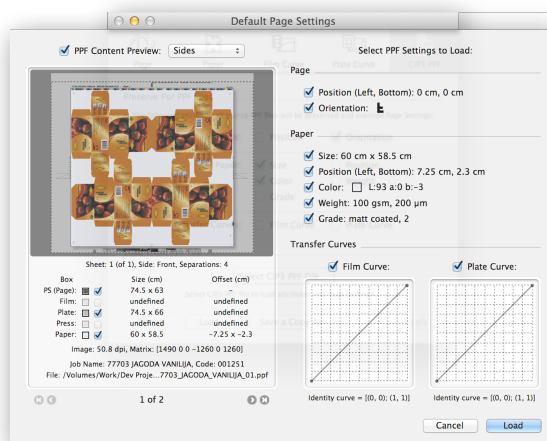 Default Page Settings
PPF Content Preview: Sides
Select PPF Settings to Load:
Page
Position (Left, Bottom): 0 cm, 0 cm
Orientation:
Paper
Size: 60 cm x 58.5 cm
Position (Left, Bottom): 7.25 cm, 2.3 cm
Color: L:93 a:0 b:-3
Weight: 100 gsm, 200 µm
Grade: matt coated, 2
Transfer Curves
Film Curve: Plate Curve:
Sheet: 1 (of 1), Side: Front, Separations: 4
Box Size (cm) Offset (cm)
PS (Page): 74.5 x 63 –
Film: undefined undefined
Plate: 74.5 x 66 undefined
Press: undefined undefined
Paper: 60 x 58.5 -7.25 x -2.3
Image: 50.8 dpi, Matrix: [1490 0 0 -1260 0 1260]
Job Name: 77703 JAGODA VANILIJA, Code: 001251
File: /Volumes/Work/Dev Proje...7703_JAGODA_VANILIJA_01.ppf
Identity curve = [(0, 0); (1, 1)] Identity curve = [(0, 0); (1, 1)]
1 of 2
Cancel Load